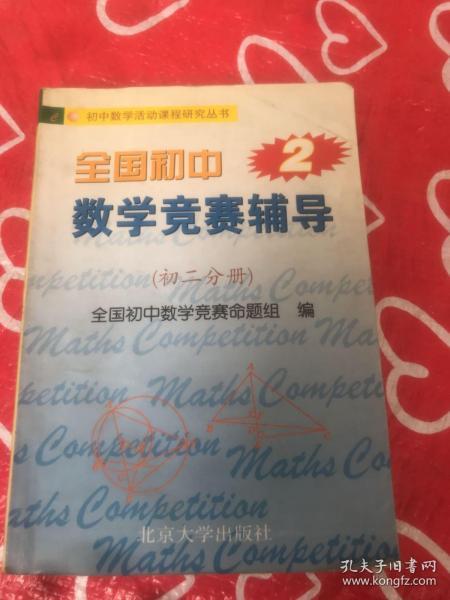 初中数学活动课程研究丛书
全国初中
2
数学竞赛辅导
Maths Competition
(初二分册)
全国初中数学竞赛命题组 编
Maths Competition
Maths
Competition
Maths Competition
A
北京大学出版社
Maths Competition
孔夫子旧书网
www.kongfz.com